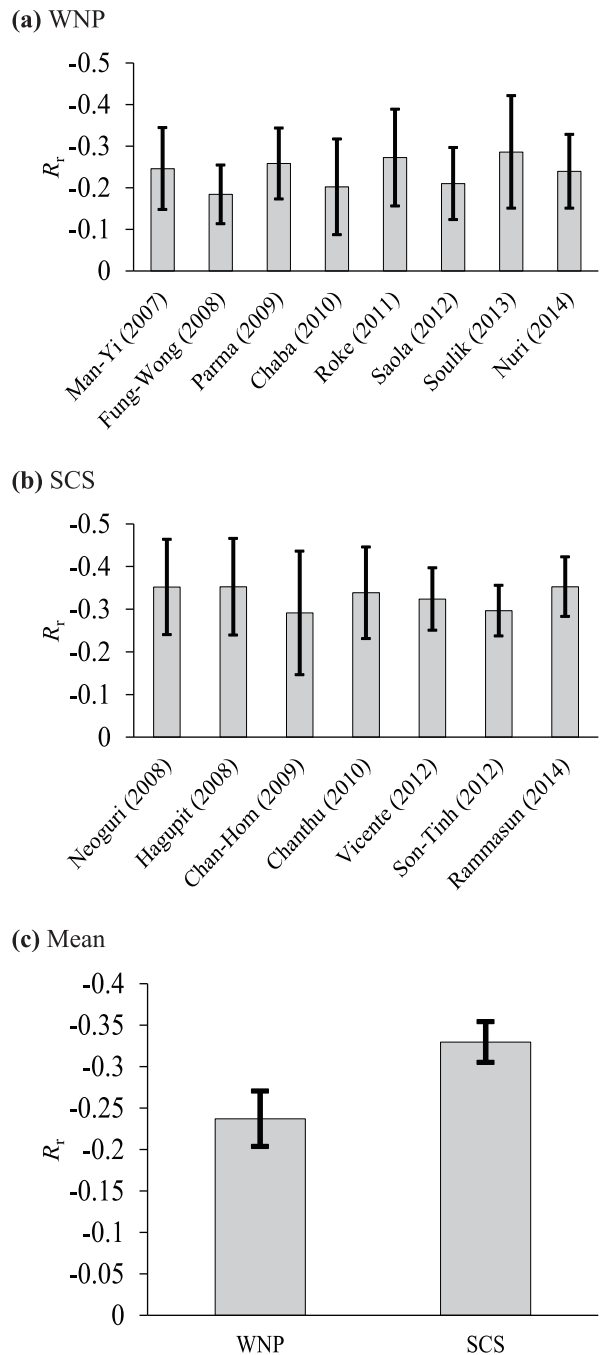 (a) WNP
-0.5
-0.4
-0.3
-0.2
-0.1
0
Rr
Man-Yi (2007)
Fung-Wong (2008)
Parma (2009)
Chaba (2010)
Roke (2011)
Saola (2012)
Soulik (2013)
Nuri (2014)
(b) SCS
-0.5
-0.4
-0.3
-0.2
-0.1
0
Rr
Neoguri (2008)
Hagupit (2008)
Chan-Hom (2009)
Chanthu (2010)
Vicente (2012)
Son-Tinh (2012)
Rammasun (2014)
(c) Mean
-0.4
-0.35
-0.3
-0.25
-0.2
-0.15
-0.1
-0.05
0
Rr
WNP
SCS